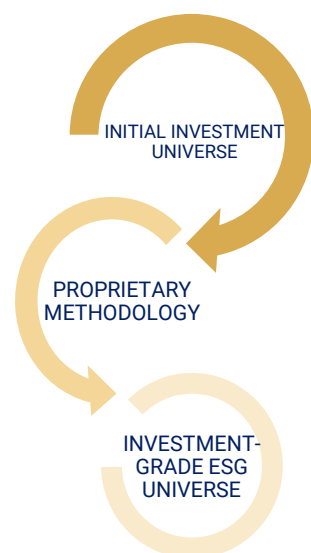 INITIAL INVESTMENT
UNIVERSE
PROPRIETARY
METHODOLOGY
INVESTMENT-
GRADE ESG
UNIVERSE